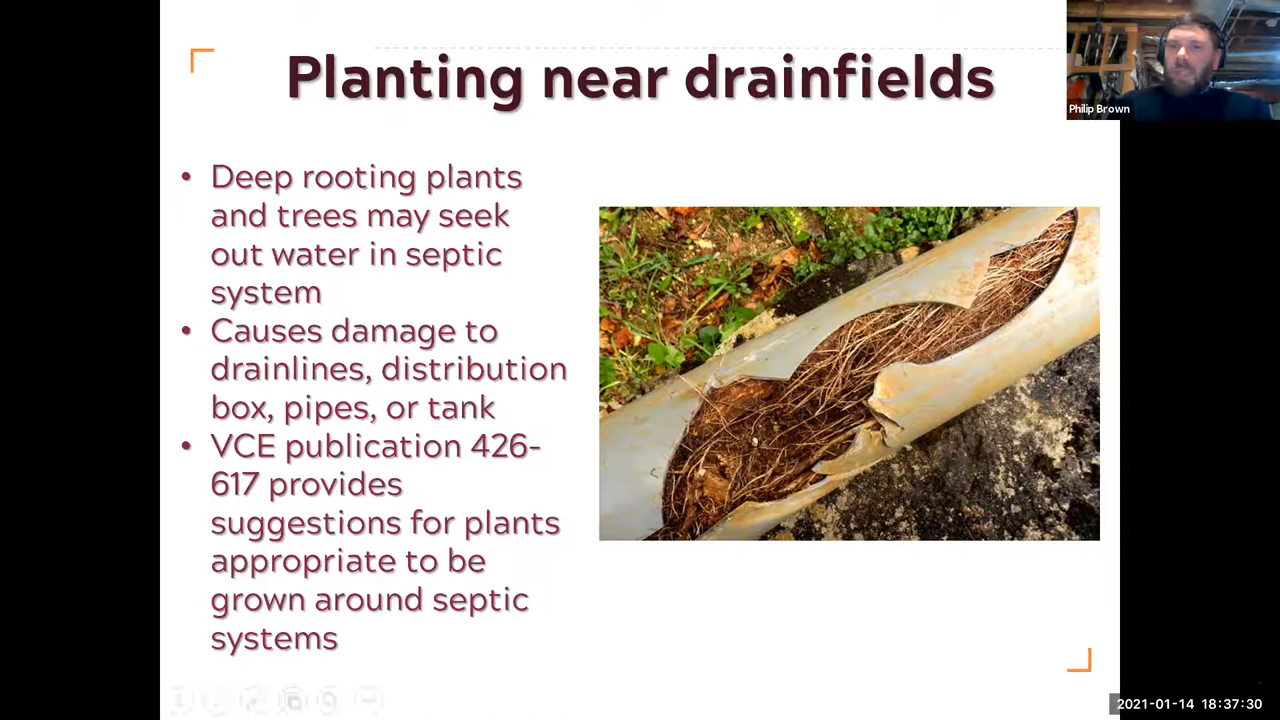 Planting near drainfields
Philip Brown
• Deep rooting plants
and trees may seek
out water in septic
system
• Causes damage to
drainlines, distribution
box, pipes, or tank
• VCE publication 426-
617 provides
suggestions for plants
appropriate to be
grown around septic
systems
2021-01-14 18:37:30